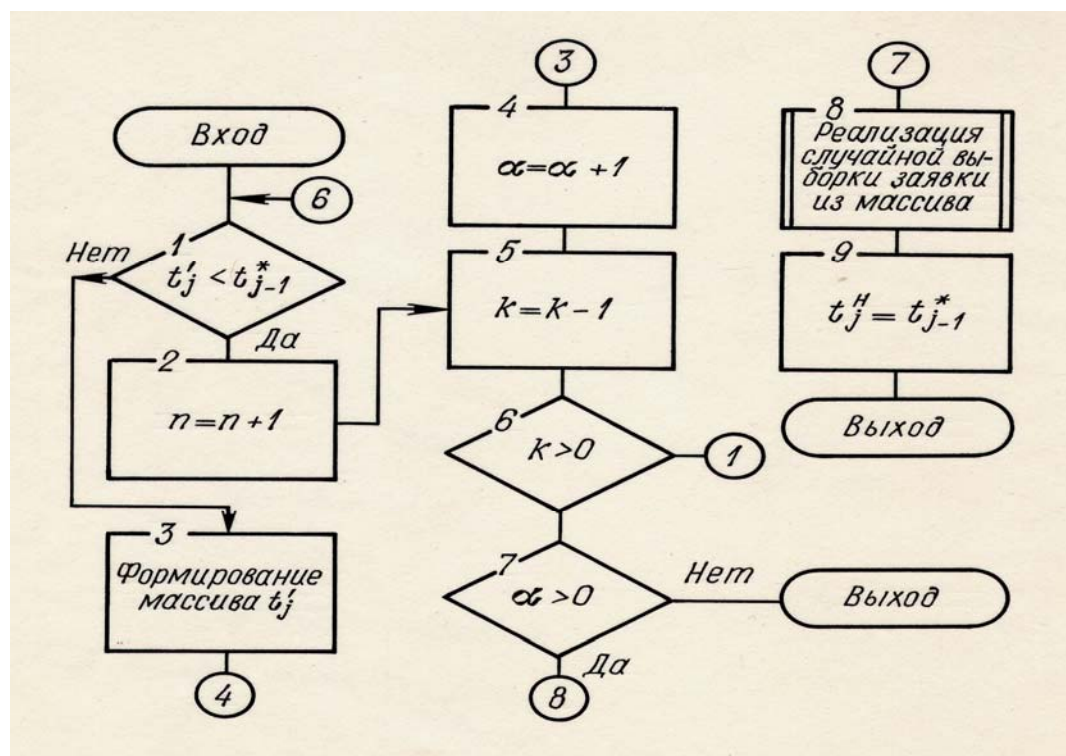 Вход
6
1
Нет
t′j < t*j−1
Да
2
n=n+1
3
Формирование
массива t′j
4
3
4
α=α+1
5
k=k-1
6
k>0
1
7
α>0
Нет
Выход
Да
8
7
8
Реализация
случайной вы-
борки заявки
из массива
9
tнj = t*j−1
Выход